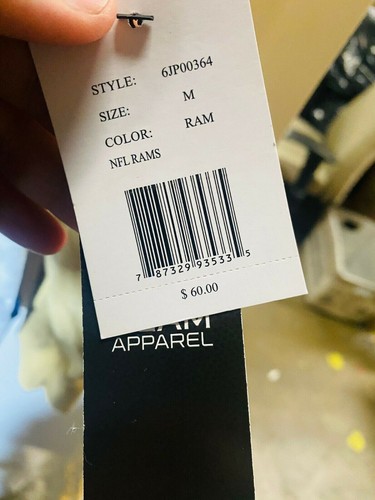 STYLE: 6JP00364
SIZE: M
COLOR: RAM
NFL RAMS
7 87329 93533 5
$ 60.00
APPAREL